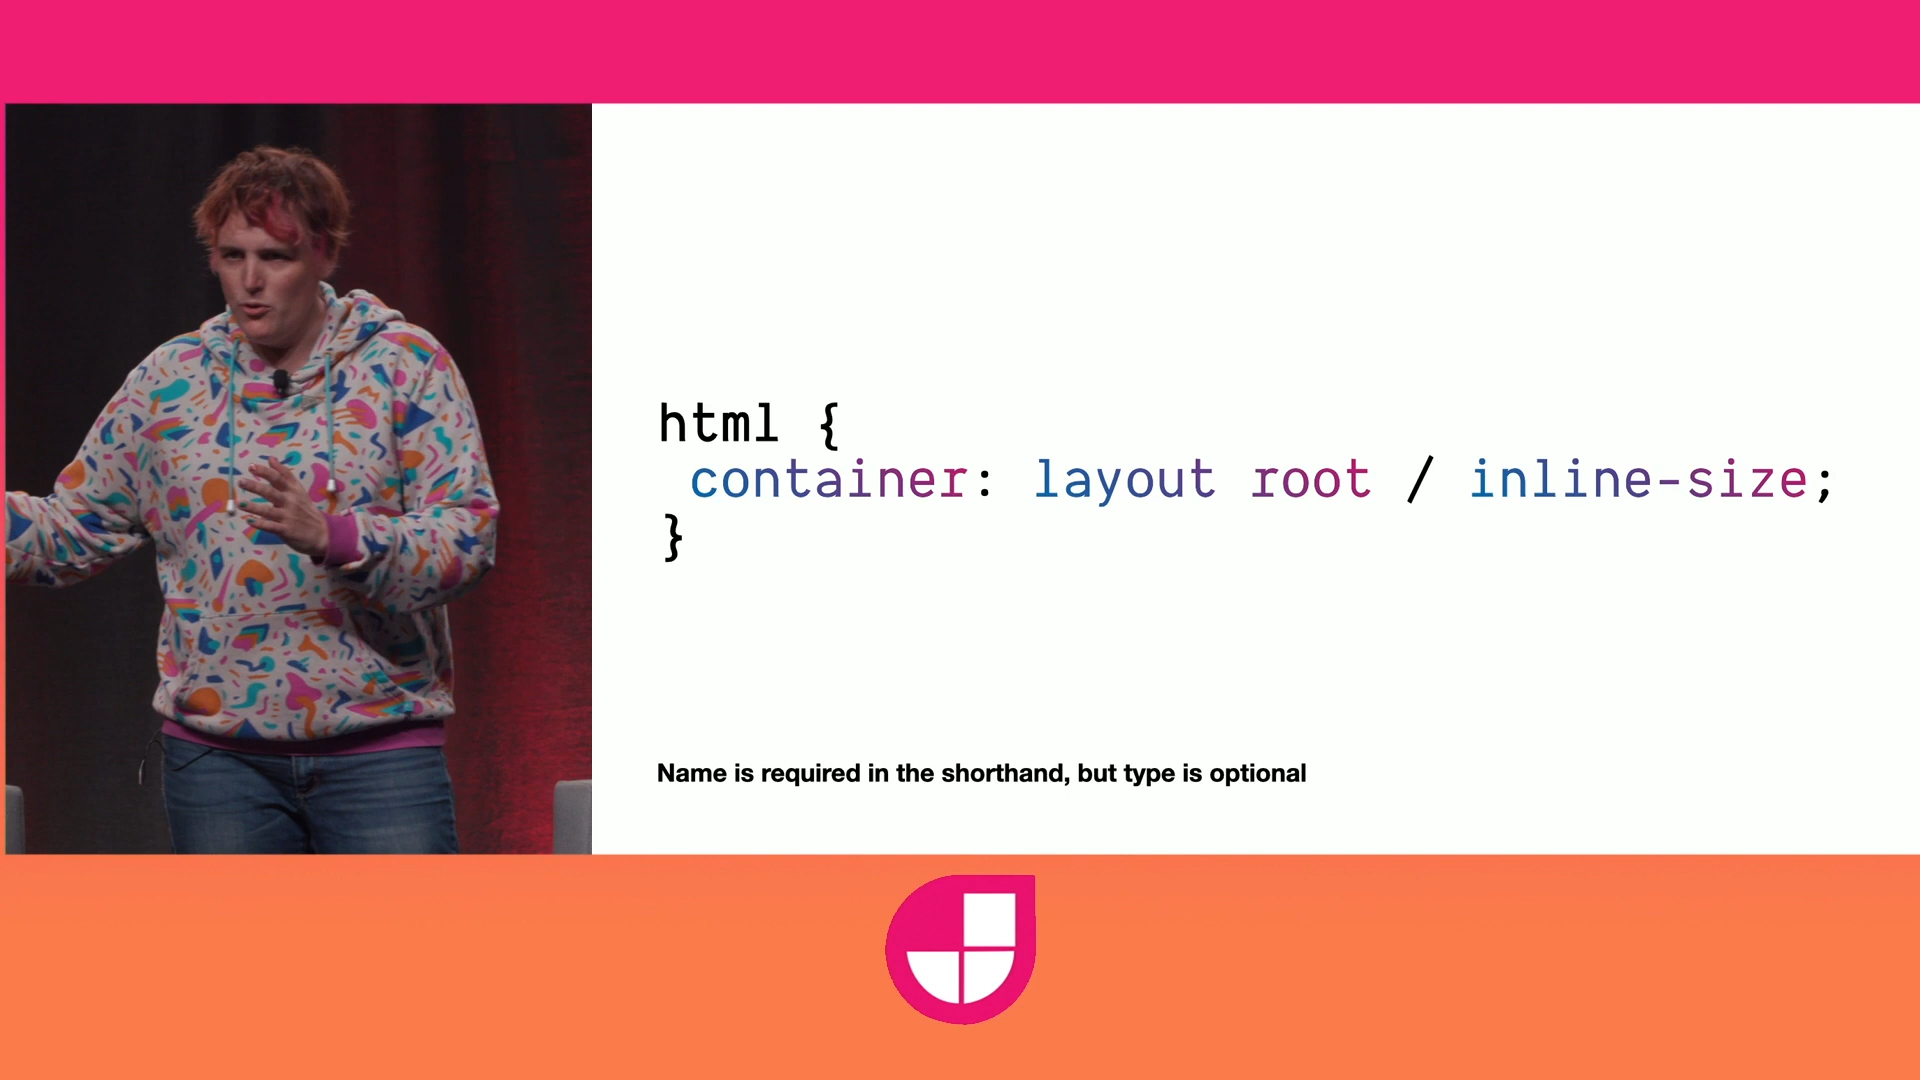 html {
 container: layout root / inline-size;
}
Name is required in the shorthand, but type is optional